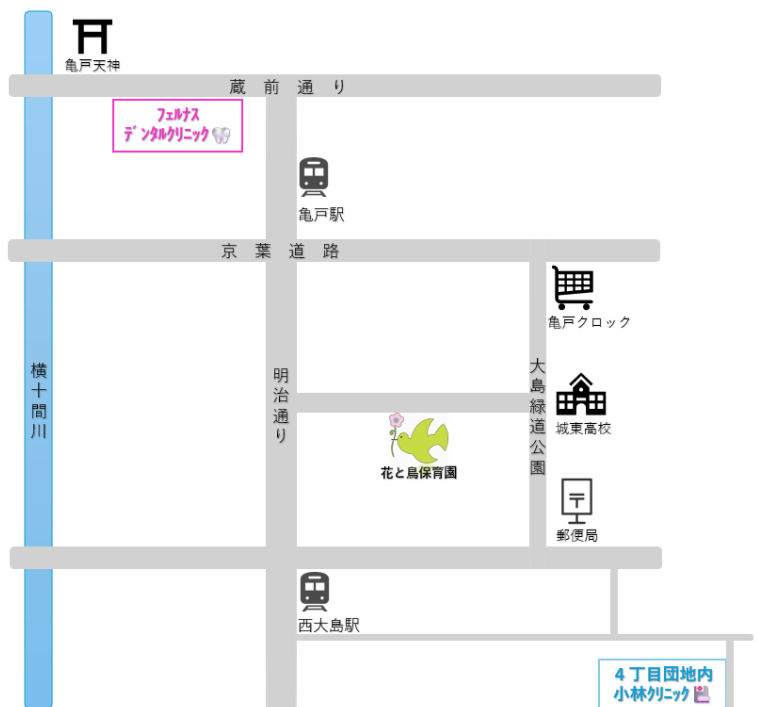 亀戸天神
蔵前通り
フェルナス
デンタルクリニック
亀戸駅
京葉道路
亀戸クロック
横十間川
明治通り
大島緑道公園
城東高校
花と鳥保育園
〒
郵便局
西大島駅
4丁目団地内
小林クリニック